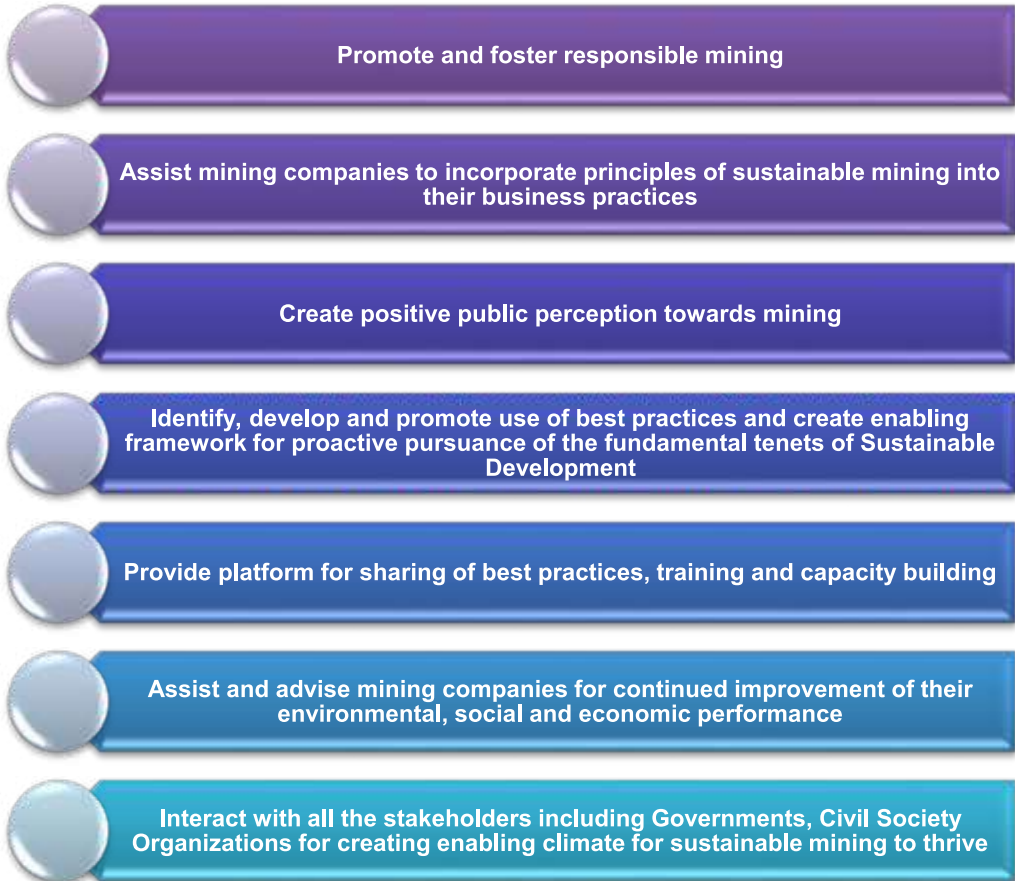 Promote and foster responsible mining
Assist mining companies to incorporate principles of sustainable mining into
their business practices
Create positive public perception towards mining
Identify, develop and promote use of best practices and create enabling
framework for proactive pursuance of the fundamental tenets of Sustainable
Development
Provide platform for sharing of best practices, training and capacity building
Assist and advise mining companies for continued improvement of their
environmental, social and economic performance
Interact with all the stakeholders including Governments, Civil Society
Organizations for creating enabling climate for sustainable mining to thrive